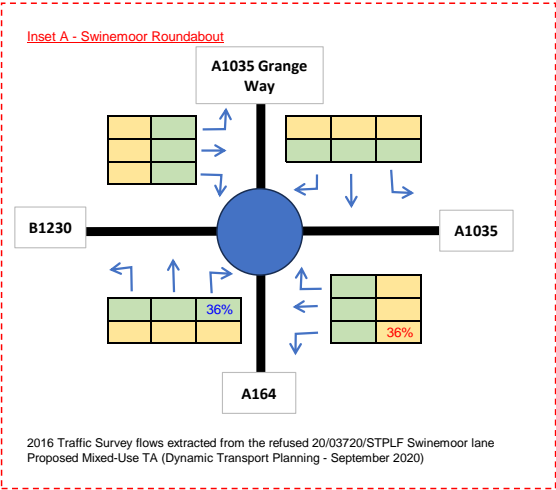 Inset A - Swinemoor Roundabout
A1035 Grange
Way
B1230
A1035
36%
36%
A164
2016 Traffic Survey flows extracted from the refused 20/03720/STPLF Swinemoor lane
Proposed Mixed-Use TA (Dynamic Transport Planning - September 2020)